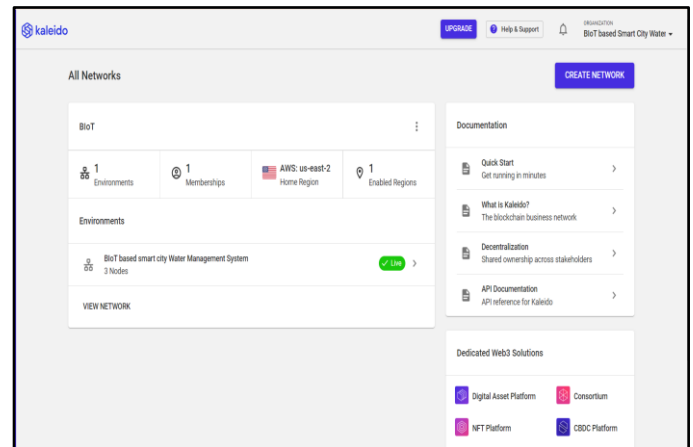 kaleido
UPGRADE
Help & Support
ORGANIZATION
BIoT based Smart City Water
All Networks
CREATE NETWORK
BIoT
1
Environments
1
Memberships
AWS: us-east-2
Home Region
1
Enabled Regions
Environments
BIoT based smart city Water Management System
3 Nodes
Live
VIEW NETWORK
Documentation
Quick Start
Get running in minutes
What is Kaleido?
The blockchain business network
Decentralization
Shared ownership across stakeholders
API Documentation
API reference for Kaleido
Dedicated Web3 Solutions
Digital Asset Platform
Consortium
NFT Platform
CBDC Platform